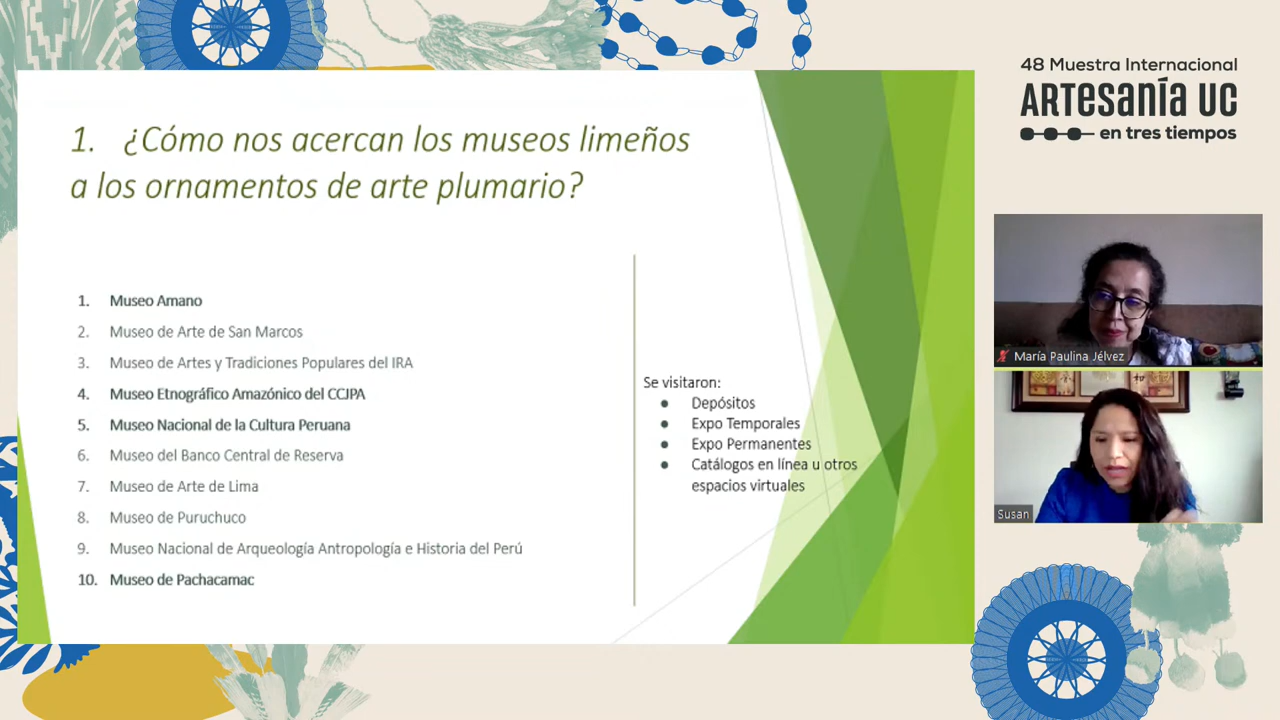 1. ¿Cómo nos acercan los museos limeños
a los ornamentos de arte plumario?
1. Museo Amano
2. Museo de Arte de San Marcos
3. Museo de Artes y Tradiciones Populares del IRA
4. Museo Etnográfico Amazónico del CCJPA
5. Museo Nacional de la Cultura Peruana
6. Museo del Banco Central de Reserva
7. Museo de Arte de Lima
8. Museo de Puruchuco
9. Museo Nacional de Arqueología Antropología e Historia del Perú
10. Museo de Pachacamac
Se visitaron:
● Depósitos
● Expo Temporales
● Expo Permanentes
● Catálogos en línea u otros
espacios virtuales
48 Muestra Internacional
ARTesanía UC
en tres tiempos
María Paulina Jélvez
Susan